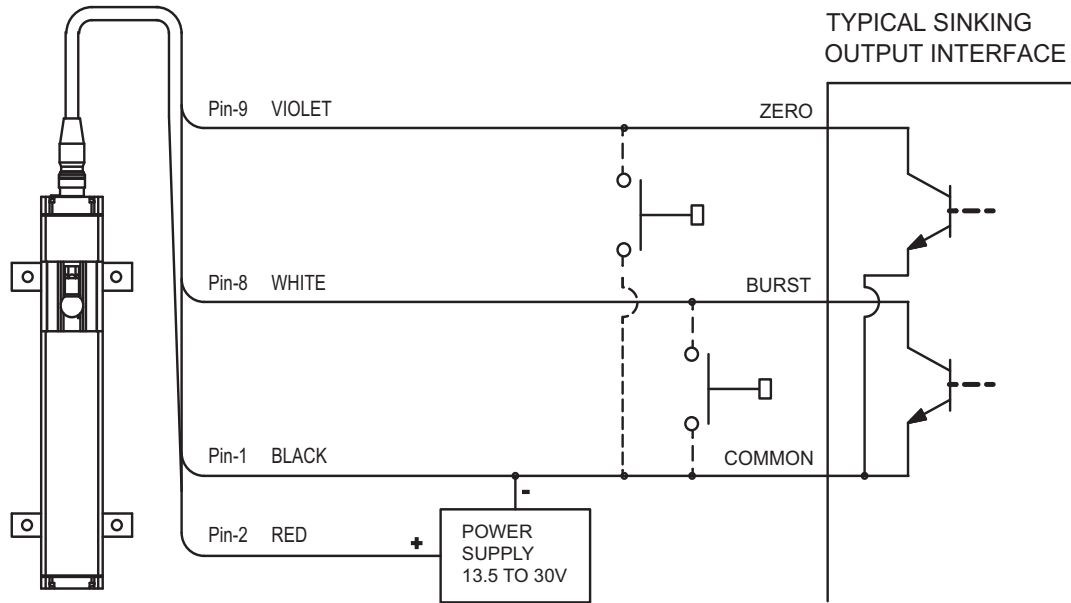 TYPICAL SINKING
OUTPUT INTERFACE
Pin-9 VIOLET ZERO
Pin-8 WHITE BURST
Pin-1 BLACK COMMON
-
Pin-2 RED +
POWER
SUPPLY
13.5 TO 30V